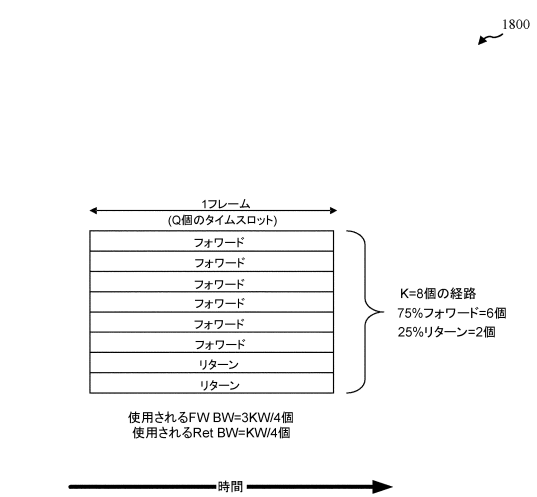 1800
1フレーム
(Q個のタイムスロット)
フォワード
フォワード
フォワード
フォワード
フォワード
フォワード
リターン
リターン
K=8個の経路
75%フォワード=6個
25%リターン=2個
使用されるFW BW=3KW/4個
使用されるRet BW=KW/4個
時間